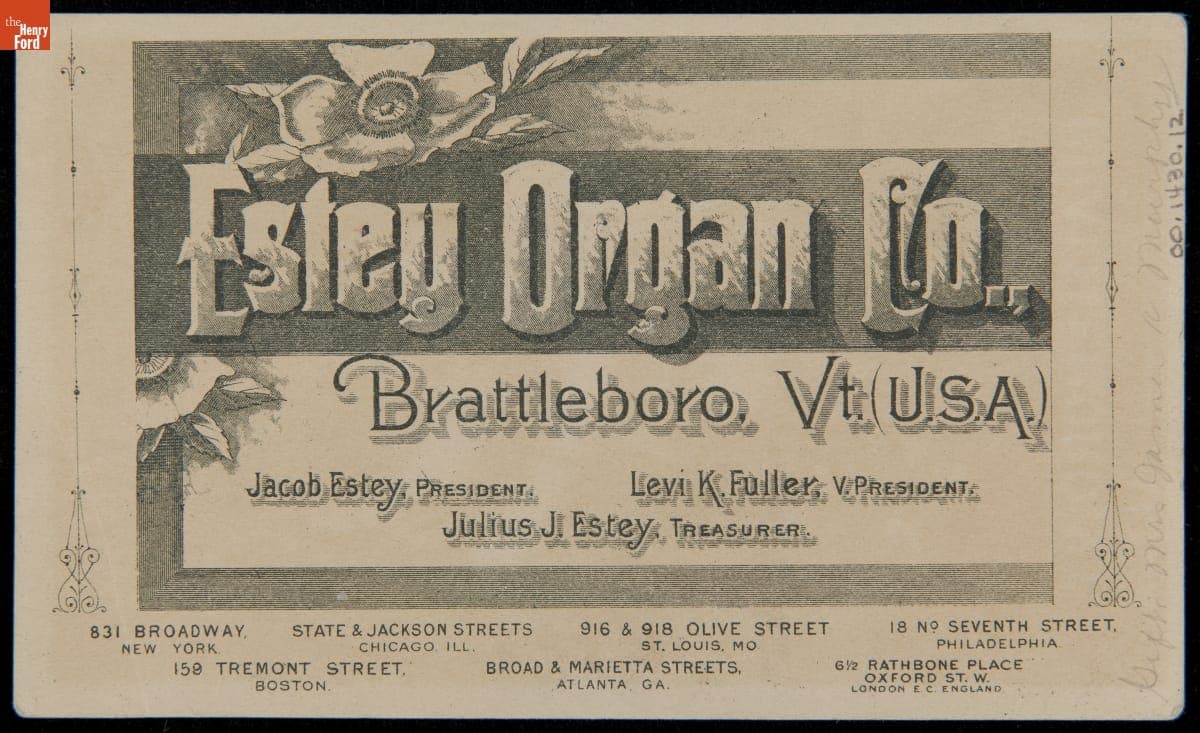 the
Henry
Ford
Estey Organ Co.,
Brattleboro, Vt. (U.S.A.)
Jacob Estey, President. Levi K. Fuller, V. President.
Julius J. Estey, Treasurer.
831 BROADWAY, NEW YORK.
STATE & JACKSON STREETS CHICAGO. ILL.
916 & 918 OLIVE STREET ST. LOUIS, MO
18 NO SEVENTH STREET, PHILADELPHIA.
159 TREMONT STREET, BOSTON.
BROAD & MARIETTA STREETS, ATLANTA, GA.
6½ RATHBONE PLACE OXFORD ST. W. LONDON E.C. ENGLAND.
00.1430.12